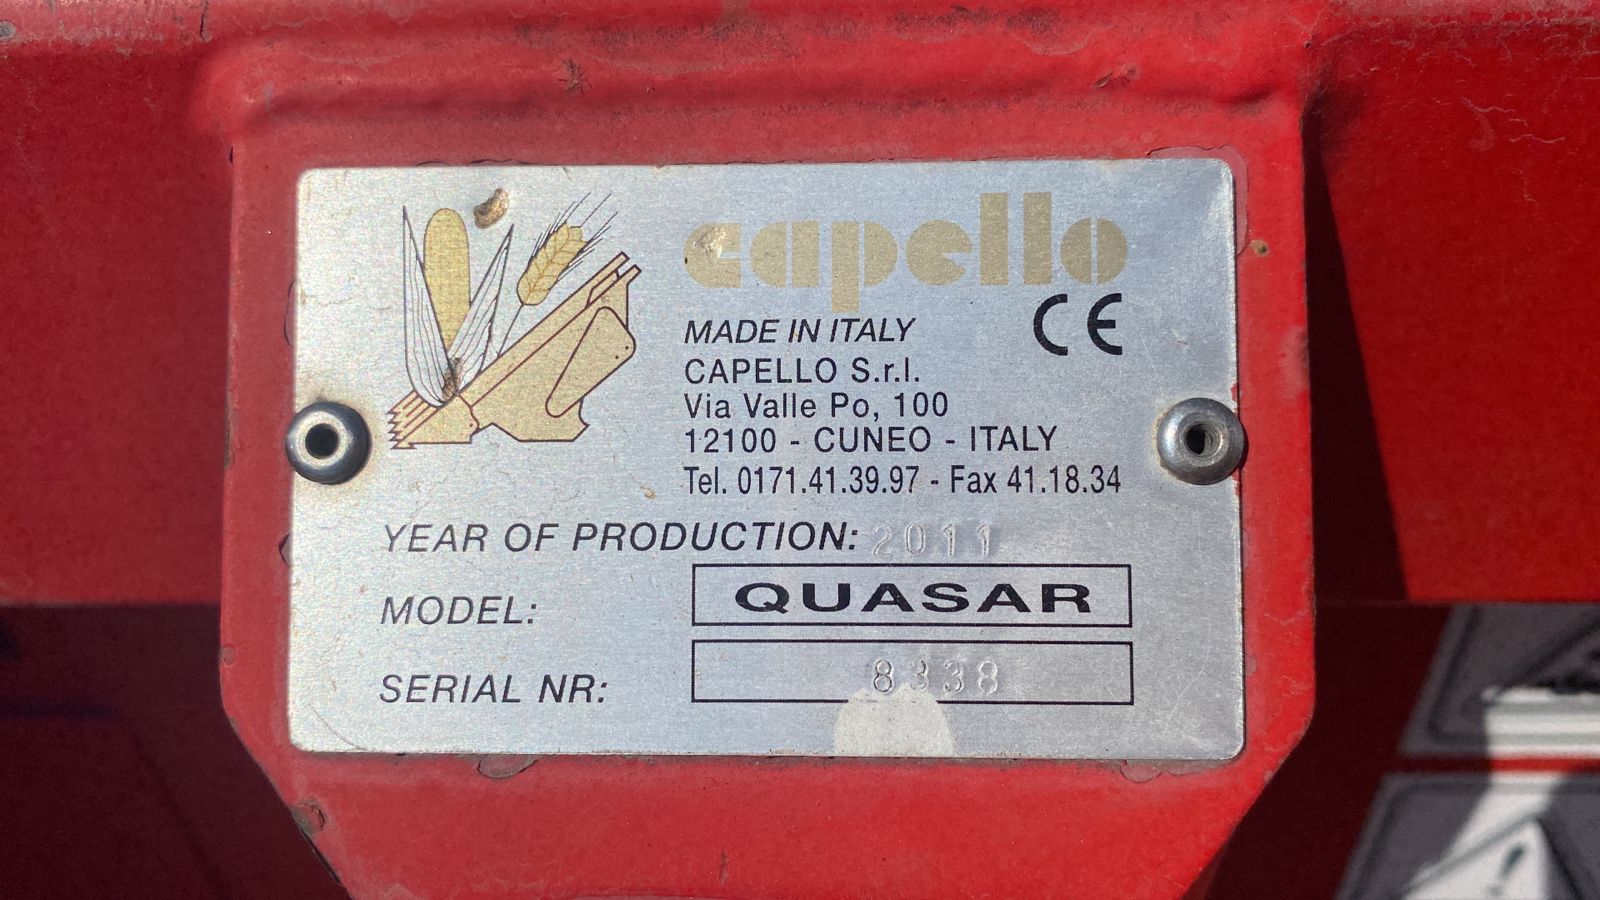 capello
CE
MADE IN ITALY
CAPELLO S.r.l.
Via Valle Po, 100
12100 - CUNEO - ITALY
Tel. 0171.41.39.97 - Fax 41.18.34
YEAR OF PRODUCTION: 2011
MODEL: QUASAR
SERIAL NR: 8338